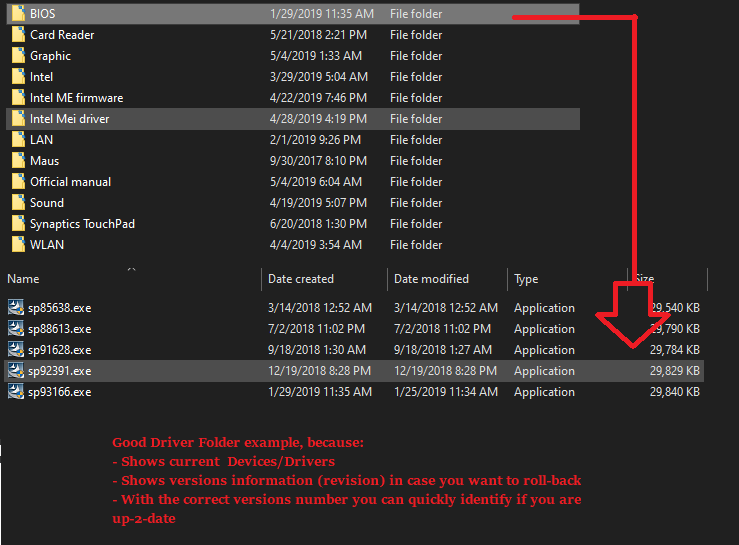 BIOS 1/29/2019 11:35 AM File folder
Card Reader 5/21/2018 2:21 PM File folder
Graphic 5/4/2019 1:33 AM File folder
Intel 3/29/2019 5:04 AM File folder
Intel ME firmware 4/22/2019 7:46 PM File folder
Intel Mei driver 4/28/2019 4:19 PM File folder
LAN 2/1/2019 9:26 PM File folder
Maus 9/30/2017 8:10 PM File folder
Official manual 5/4/2019 6:04 AM File folder
Sound 4/19/2019 5:07 PM File folder
Synaptics TouchPad 6/20/2018 1:30 PM File folder
WLAN 4/4/2019 3:54 AM File folder
Name Date created Date modified Type Size
sp85638.exe 3/14/2018 12:52 AM 3/14/2018 12:52 AM Application 29,540 KB
sp88613.exe 7/2/2018 11:02 PM 7/2/2018 11:02 PM Application 29,790 KB
sp91628.exe 9/18/2018 1:30 AM 9/18/2018 1:27 AM Application 29,784 KB
sp92391.exe 12/19/2018 8:28 PM 12/19/2018 8:28 PM Application 29,829 KB
sp93166.exe 1/29/2019 11:35 AM 1/25/2019 11:34 AM Application 29,840 KB
Good Driver Folder example, because:
- Shows current Devices/Drivers
- Shows versions information (revision) in case you want to roll-back
- With the correct versions number you can quickly identify if you are
up-2-date